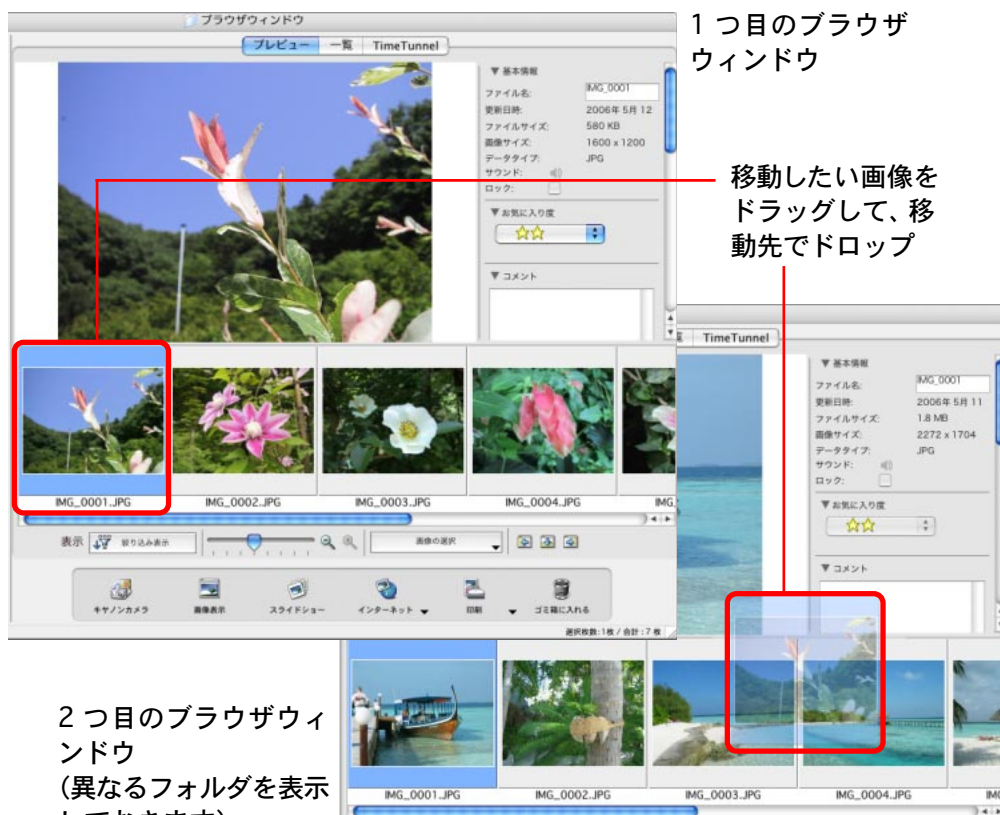 ブラウザウィンドウ
プレビュー 一覧 TimeTunnel
▼ 基本情報
ファイル名: IMG_0001
更新日時: 2006年 5月 12
ファイルサイズ: 580 KB
画像サイズ: 1600 x 1200
データタイプ: JPG
サウンド:
ロック:
▼ お気に入り度
▼ コメント
IMG_0001.JPG IMG_0002.JPG IMG_0003.JPG IMG_0004.JPG IMG
表示 絞り込み表示 画像の選択
キヤノンカメラ 画像表示 スライドショー インターネット 印刷 ゴミ箱に入れる
選択枚数:1枚 / 合計:7 枚
1 つ目のブラウザ
ウィンドウ
移動したい画像を
ドラッグして、移
動先でドロップ
覧 TimeTunnel
▼ 基本情報
ファイル名: IMG_0001
更新日時: 2006年 5月 11
ファイルサイズ: 1.8 MB
画像サイズ: 2272 x 1704
データタイプ: JPG
サウンド:
ロック:
▼ お気に入り度
▼ コメント
IMG_0001.JPG IMG_0002.JPG IMG_0003.JPG IMG_0004.JPG IMG
2 つ目のブラウザウィ
ンドウ
(異なるフォルダを表示
しておきます)